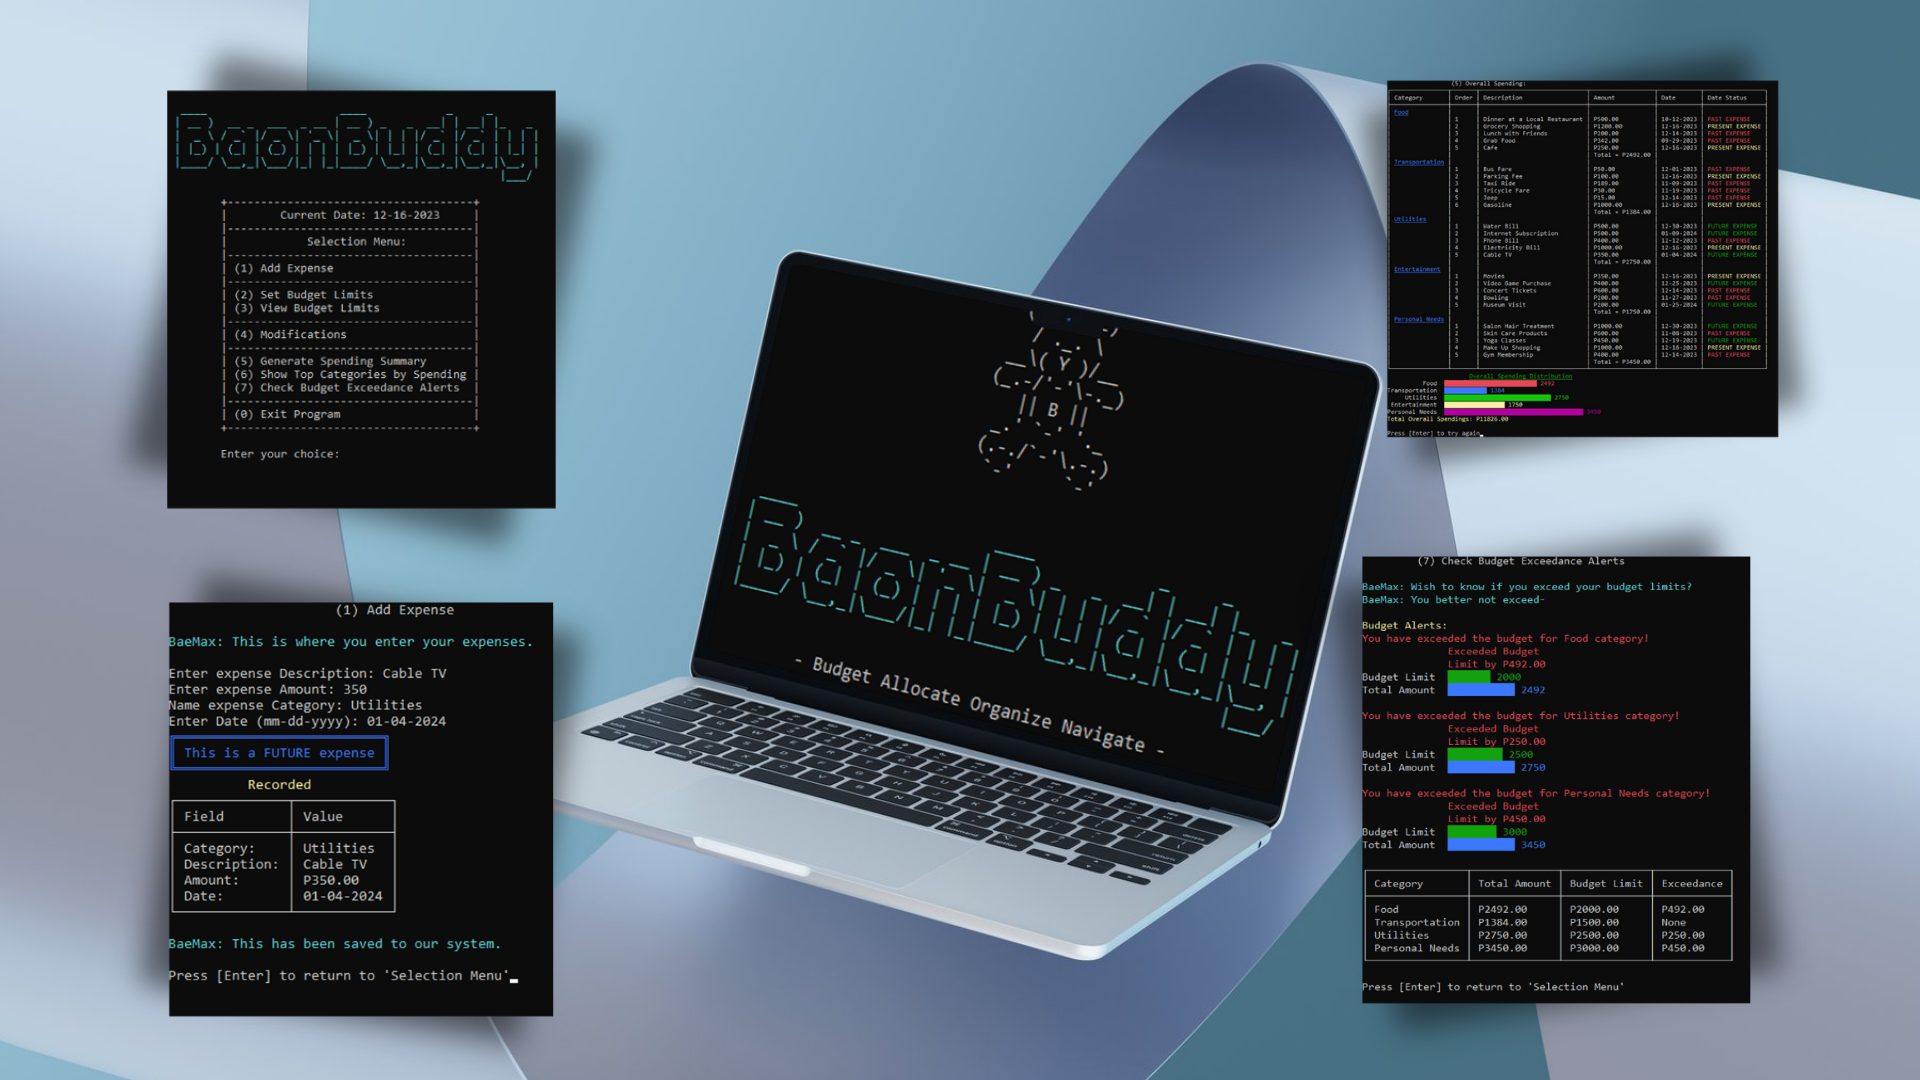 BaonBuddy
Current Date: 12-16-2023
Selection Menu:
(1) Add Expense
(2) Set Budget Limits
(3) View Budget Limits
(4) Modifications
(5) Generate Spending Summary
(6) Show Top Categories by Spending
(7) Check Budget Exceedance Alerts
(0) Exit Program
Enter your choice:
(1) Add Expense
BaeMax: This is where you enter your expenses.
Enter expense Description: Cable TV
Enter expense Amount: 350
Name expense Category: Utilities
Enter Date (mm-dd-yyyy): 01-04-2024
This is a FUTURE expense
Recorded
Field Value
Category: Utilities
Description: Cable TV
Amount: P350.00
Date: 01-04-2024
BaeMax: This has been saved to our system.
Press [Enter] to return to 'Selection Menu'
Y
B
BaonBuddy
- Budget Allocate Organize Navigate -
(5) Overall Spending:
Category Order Description Amount Date Date Status
Food
1 Dinner at a Local Restaurant P500.00 10-12-2023 PAST EXPENSE
2 Grocery Shopping P1200.00 12-16-2023 PRESENT EXPENSE
3 Lunch with Friends P200.00 12-14-2023 PAST EXPENSE
4 Grab Food P342.00 09-29-2023 PAST EXPENSE
5 Cafe P250.00 12-16-2023 PRESENT EXPENSE
Total = P2492.00
Transportation
1 Bus Fare P50.00 12-01-2023 PAST EXPENSE
2 Parking Fee P100.00 12-16-2023 PRESENT EXPENSE
3 Taxi Ride P189.00 11-09-2023 PAST EXPENSE
4 Tricycle Fare P30.00 11-19-2023 PAST EXPENSE
5 Jeep P15.00 12-14-2023 PAST EXPENSE
6 Gasoline P1000.00 12-16-2023 PRESENT EXPENSE
Total = P1384.00
Utilities
1 Water Bill P500.00 12-30-2023 FUTURE EXPENSE
2 Internet Subscription P500.00 01-09-2024 FUTURE EXPENSE
3 Phone Bill P400.00 12-12-2023 PAST EXPENSE
4 Electricity Bill P1000.00 12-16-2023 PRESENT EXPENSE
5 Cable TV P350.00 01-04-2024 FUTURE EXPENSE
Total = P2750.00
Entertainment
1 Movies P350.00 12-16-2023 PRESENT EXPENSE
2 Video Game Purchase P400.00 12-25-2023 FUTURE EXPENSE
3 Concert Tickets P600.00 12-14-2023 PAST EXPENSE
4 Bowling P200.00 11-27-2023 PAST EXPENSE
5 Museum Visit P200.00 01-25-2024 FUTURE EXPENSE
Total = P1750.00
Personal Needs
1 Salon Hair Treatment P1000.00 12-30-2023 FUTURE EXPENSE
2 Skin Care Products P600.00 11-08-2023 PAST EXPENSE
3 Yoga Classes P450.00 12-19-2023 FUTURE EXPENSE
4 Make Up Shopping P1000.00 12-16-2023 PRESENT EXPENSE
5 Gym Membership P400.00 12-14-2023 PAST EXPENSE
Total = P3450.00
Overall Spending Distribution
Food 2492
Transportation 1384
Utilities 2750
Entertainment 1750
Personal Needs 3450
Total Overall Spendings: P11826.00
Press [Enter] to try again
(7) Check Budget Exceedance Alerts
BaeMax: Wish to know if you exceed your budget limits?
BaeMax: You better not exceed-
Budget Alerts:
You have exceeded the budget for Food category!
Exceeded Budget
Limit by P492.00
Budget Limit 2000
Total Amount 2492
You have exceeded the budget for Utilities category!
Exceeded Budget
Limit by P250.00
Budget Limit 2500
Total Amount 2750
You have exceeded the budget for Personal Needs category!
Exceeded Budget
Limit by P450.00
Budget Limit 3000
Total Amount 3450
Category Total Amount Budget Limit Exceedance
Food P2492.00 P2000.00 P492.00
Transportation P1384.00 P1500.00 None
Utilities P2750.00 P2500.00 P250.00
Personal Needs P3450.00 P3000.00 P450.00
Press [Enter] to return to 'Selection Menu'